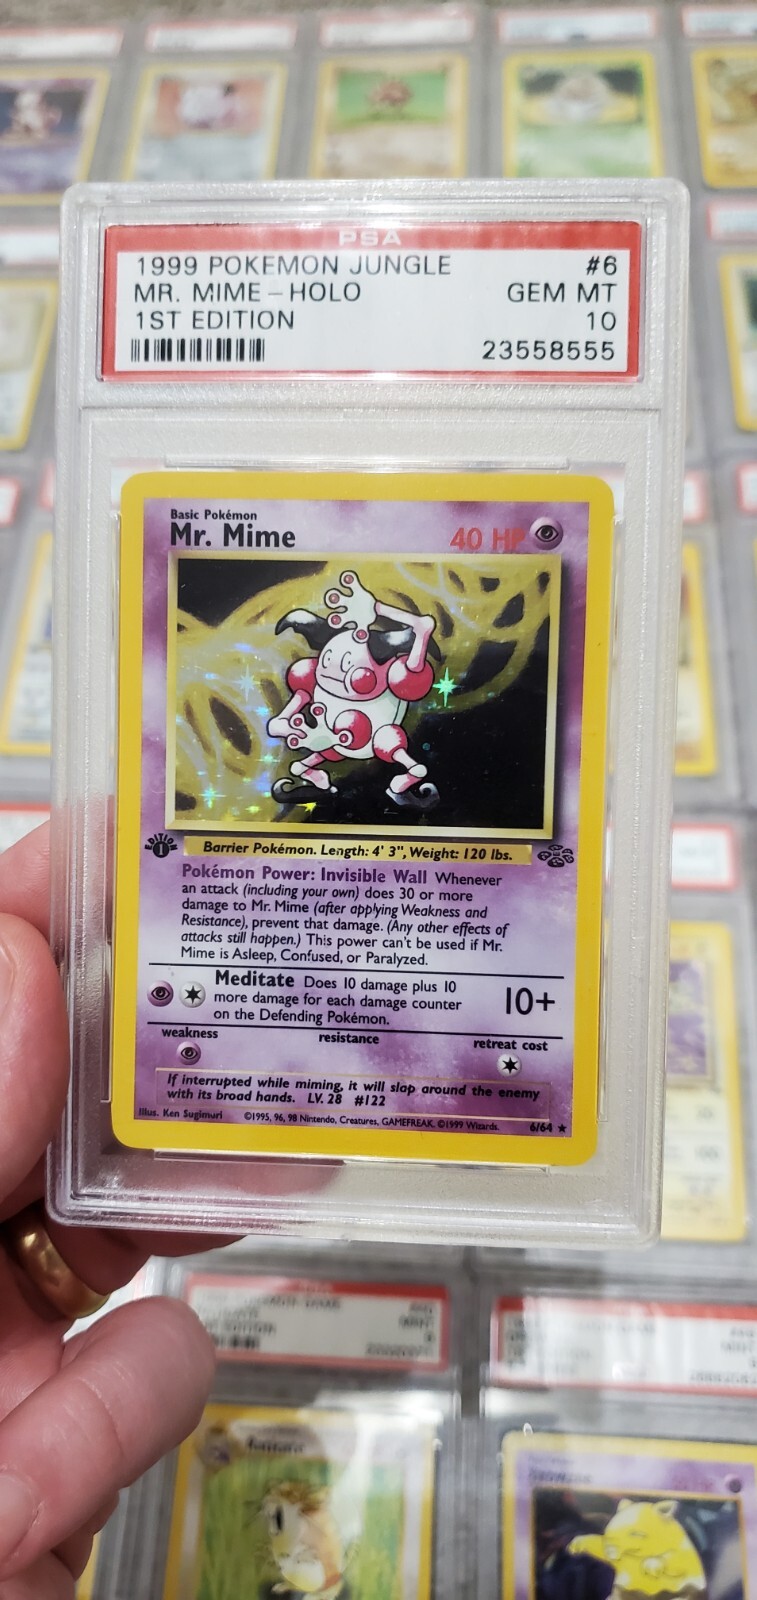 PSA
1999 POKEMON JUNGLE #6
MR. MIME - HOLO GEM MT
1ST EDITION 10
23558555
Basic Pokémon
Mr. Mime 40 HP
EDITION 1
Barrier Pokémon. Length: 4' 3", Weight: 120 lbs.
Pokémon Power: Invisible Wall Whenever
an attack (including your own) does 30 or more
damage to Mr. Mime (after applying Weakness and
Resistance), prevent that damage. (Any other effects of
attacks still happen.) This power can't be used if Mr.
Mime is Asleep, Confused, or Paralyzed.
Meditate Does 10 damage plus 10
more damage for each damage counter
on the Defending Pokémon.
10+
weakness resistance retreat cost
If interrupted while miming, it will slap around the enemy
with its broad hands. LV. 28 #122
Illus. Ken Sugimori ©1995, 96, 98 Nintendo, Creatures, GAMEFREAK. ©1999 Wizards. 6/64 ★
MINT